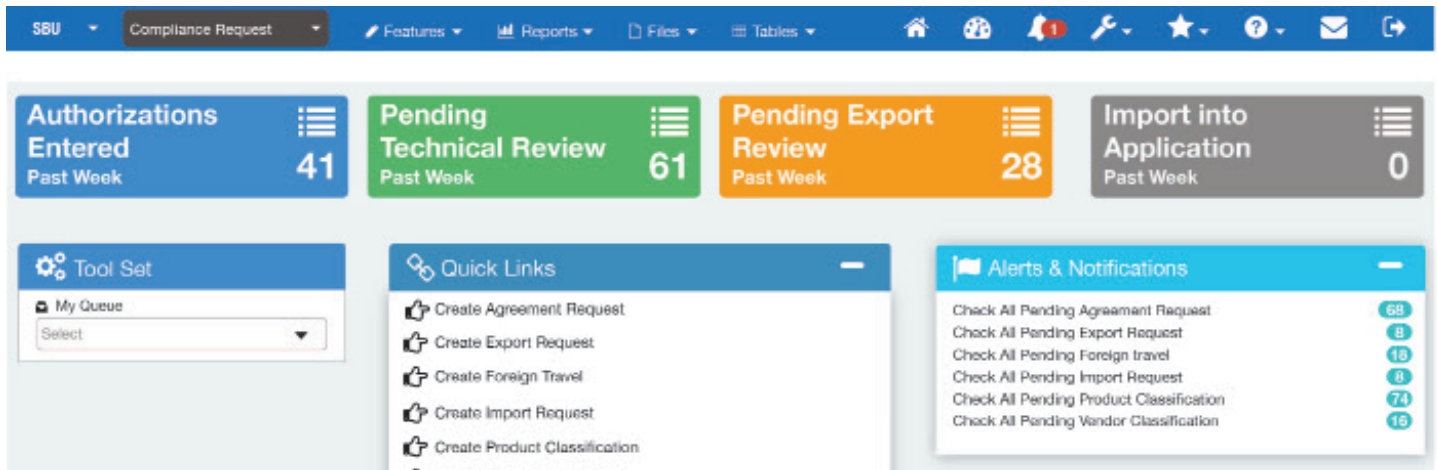 SBU Compliance Request Features Reports Files Tables 1
Authorizations
Entered
Past Week
41
Pending
Technical Review
Past Week
61
Pending Export
Review
Past Week
28
Import into
Application
Past Week
0
Tool Set
My Queue
Select
Quick Links
Create Agreement Request
Create Export Request
Create Foreign Travel
Create Import Request
Create Product Classification
Alerts & Notifications
Check All Pending Agreement Request 68
Check All Pending Export Request 8
Check All Pending Foreign travel 18
Check All Pending Import Request 8
Check All Pending Product Classification 74
Check All Pending Vendor Classification 16